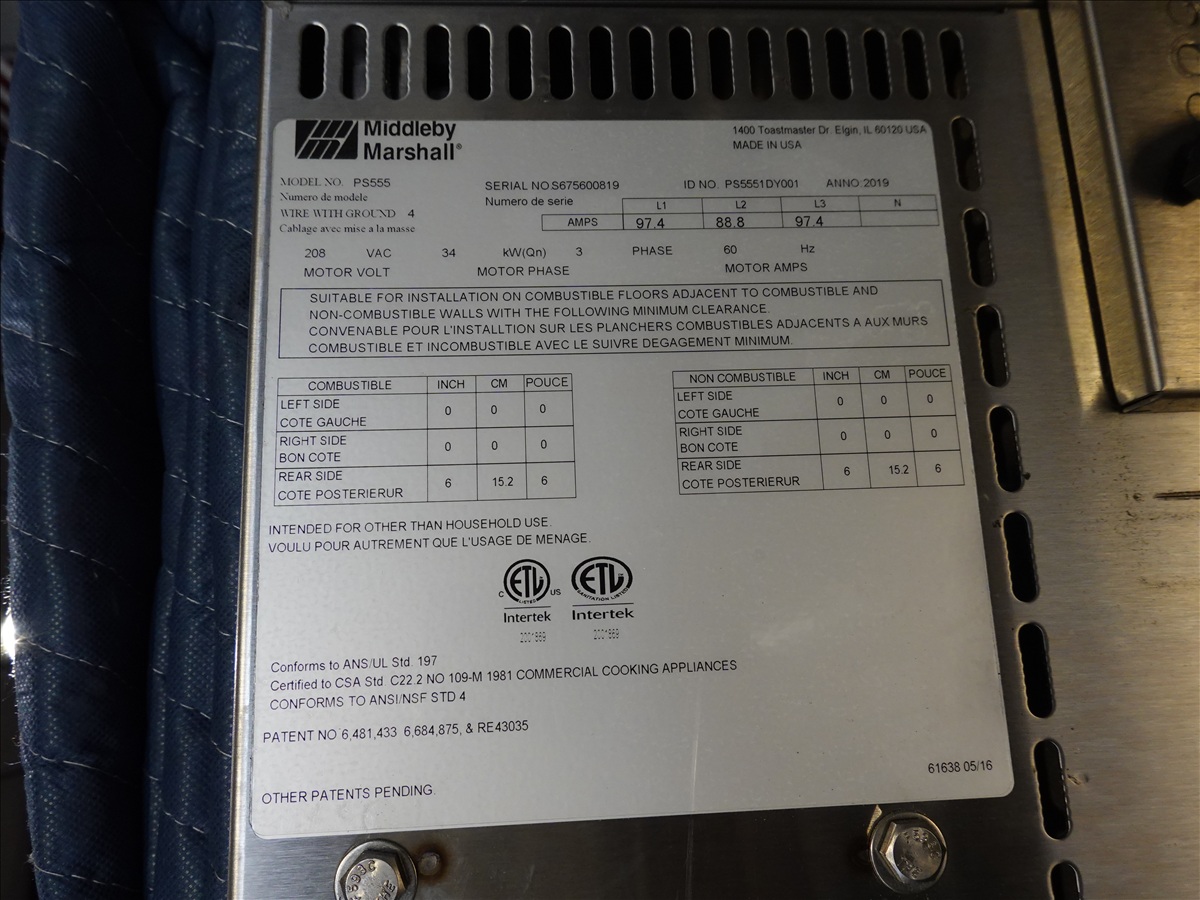 Middleby
Marshall®
1400 Toastmaster Dr. Elgin, IL 60120 USA
MADE IN USA
MODEL NO. PS555
Numero de modele
SERIAL NO.S675600819
Numero de serie
ID NO. PS5551DY001
ANNO 2019
WIRE WITH GROUND 4
Cablage avec mise a la masse
L1 L2 L3 N
AMPS 97.4 88.8 97.4
208 VAC 34 kW(Qn) 3 PHASE 60 Hz
MOTOR VOLT MOTOR PHASE MOTOR AMPS
SUITABLE FOR INSTALLATION ON COMBUSTIBLE FLOORS ADJACENT TO COMBUSTIBLE AND
NON-COMBUSTIBLE WALLS WITH THE FOLLOWING MINIMUM CLEARANCE.
CONVENABLE POUR L'INSTALLTION SUR LES PLANCHERS COMBUSTIBLES ADJACENTS A AUX MURS
COMBUSTIBLE ET INCOMBUSTIBLE AVEC LE SUIVRE DEGAGEMENT MINIMUM.
COMBUSTIBLE INCH CM POUCE
LEFT SIDE
COTE GAUCHE 0 0 0
RIGHT SIDE
BON COTE 0 0 0
REAR SIDE
COTE POSTERIERUR 6 15.2 6
NON COMBUSTIBLE INCH CM POUCE
LEFT SIDE
COTE GAUCHE 0 0 0
RIGHT SIDE
BON COTE 0 0 0
REAR SIDE
COTE POSTERIERUR 6 15.2 6
INTENDED FOR OTHER THAN HOUSEHOLD USE.
VOULU POUR AUTREMENT QUE L'USAGE DE MENAGE.
C ETL LISTED US
Intertek
2001869
ETL SANITATION LISTED
Intertek
2001869
Conforms to ANS/UL Std. 197
Certified to CSA Std. C22.2 NO 109-M 1981 COMMERCIAL COOKING APPLIANCES
CONFORMS TO ANSI/NSF STD 4
PATENT NO 6,481,433 6,684,875, & RE43035
61638 05/16
OTHER PATENTS PENDING.